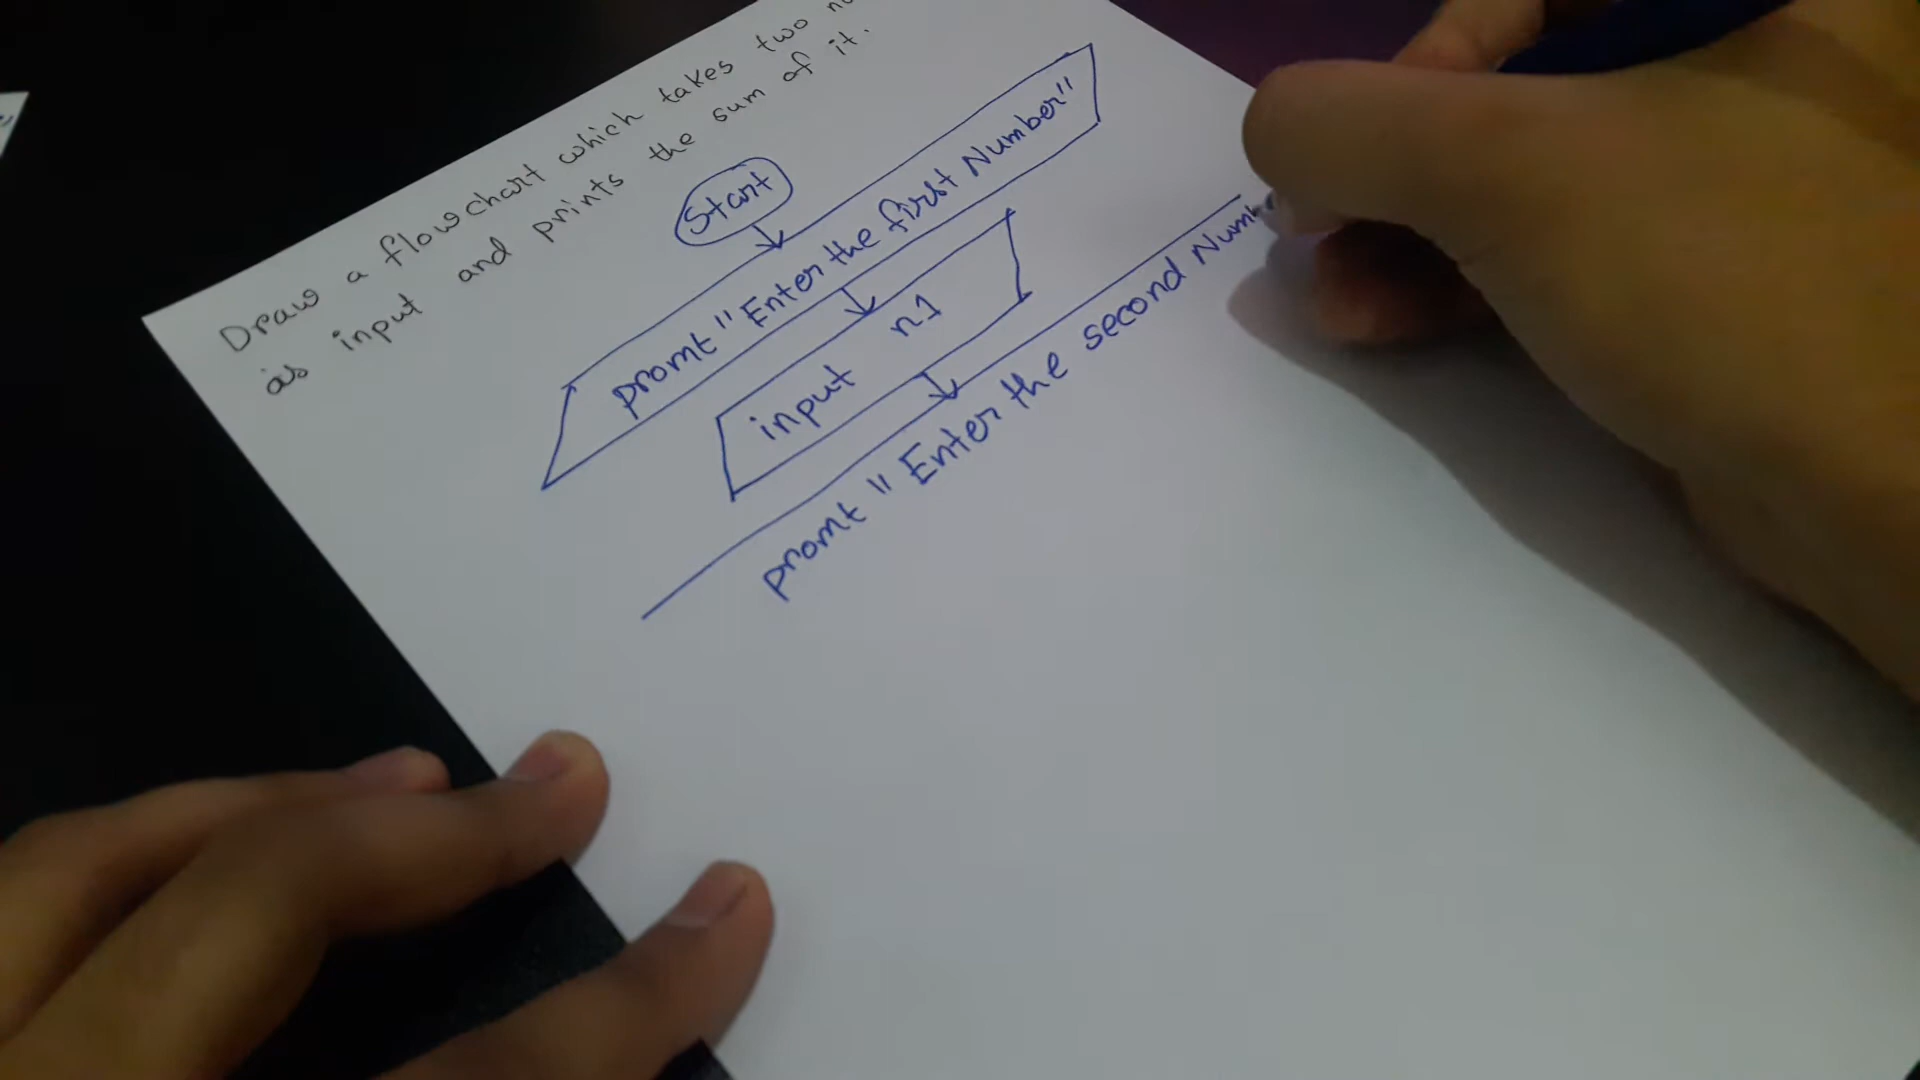 Draw a flowchart which takes two
as input and prints the sum of it.
Start
promt "Enter the first Number"
input n1
promt "Enter the second Num